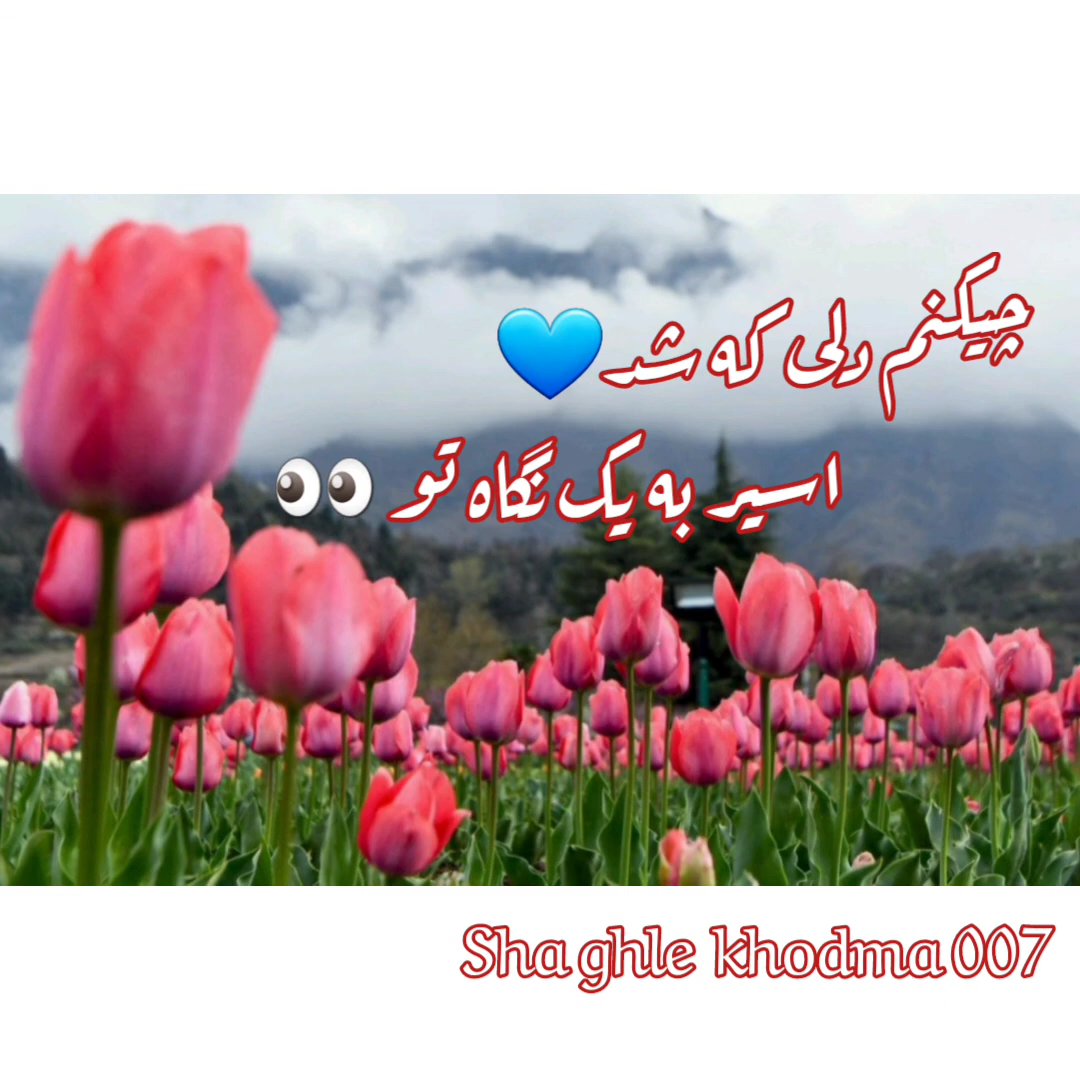 چیکنم دلی که شد💙
اسیر به یک نگاه تو 👀
Sha ghle khodma 007